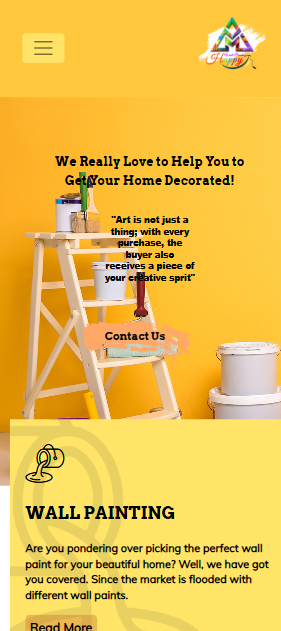 Happy
We Really Love to Help You to
Get Your Home Decorated!
"Art is not just a
thing; with every
purchase, the
buyer also
receives a piece of
your creative sprit"
Contact Us
WALL PAINTING
Are you pondering over picking the perfect wall
paint for your beautiful home? Well, we have got
you covered. Since the market is flooded with
different wall paints.
Read More